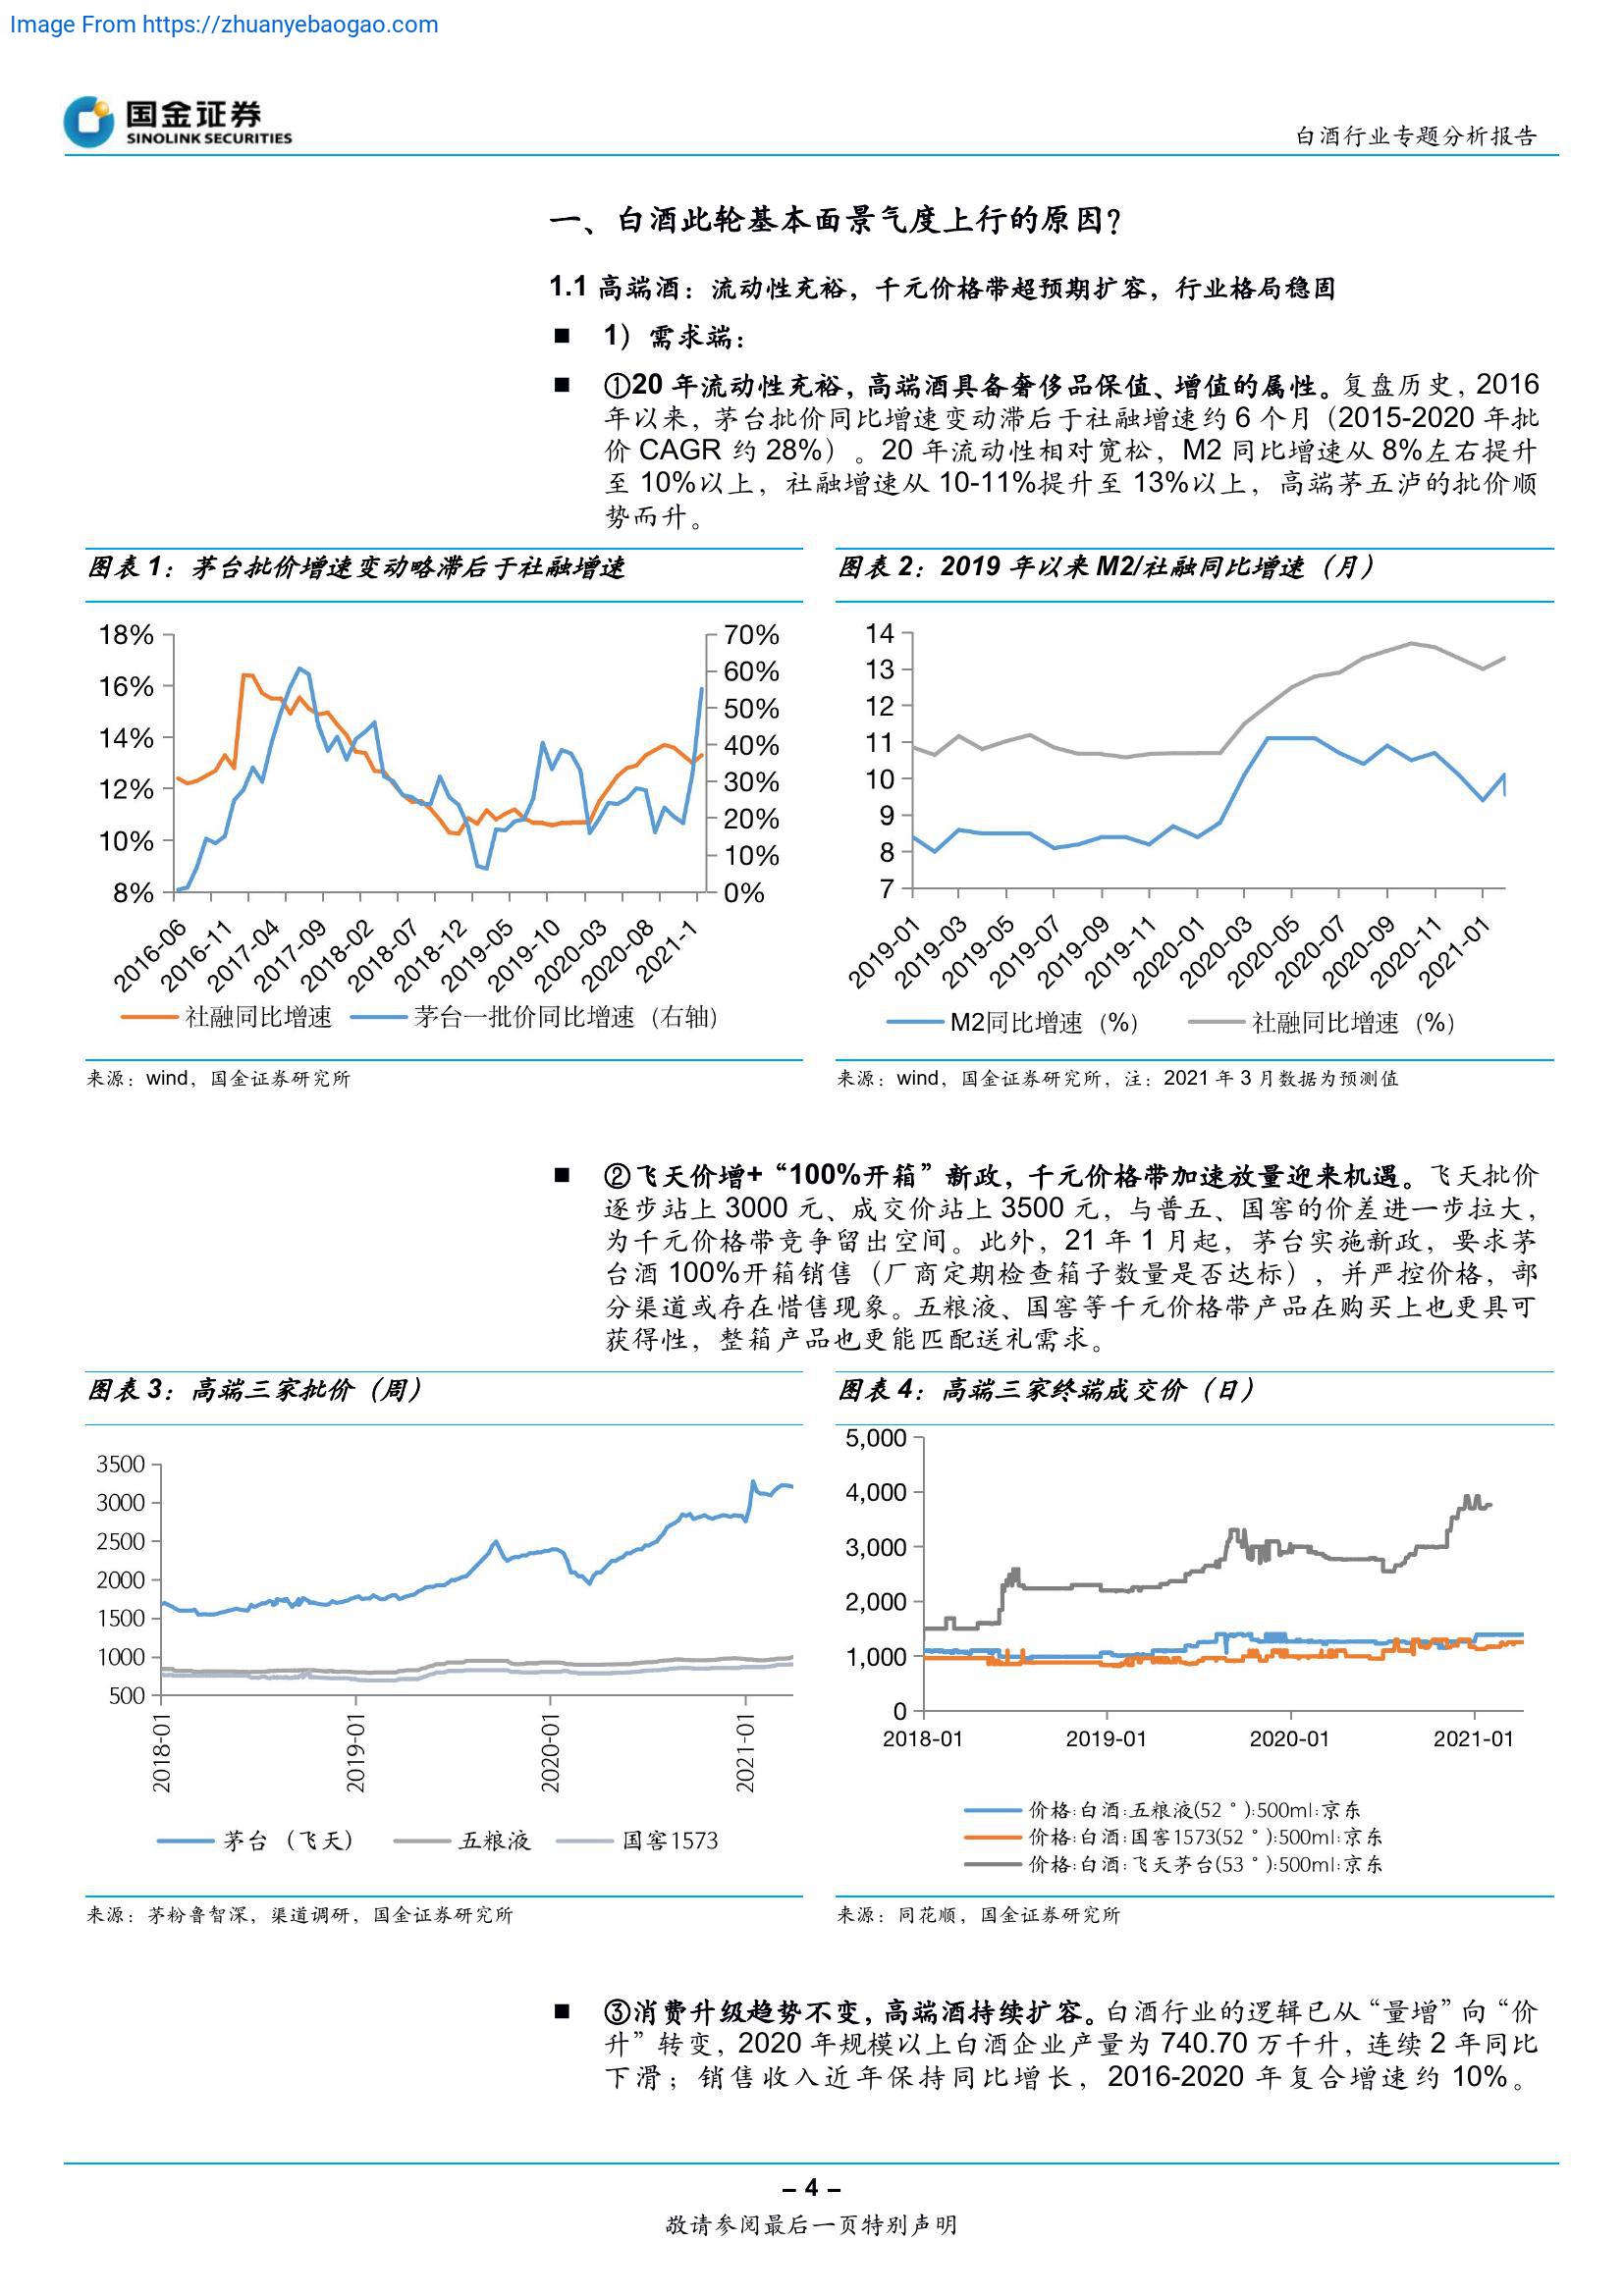 Image From https://zhuanyebaogao.com
国金证券
SINOLINK SECURITIES
白酒行业专题分析报告
一、白酒此轮基本面景气度上行的原因？
1.1 高端酒：流动性充裕，千元价格带超预期扩容，行业格局稳固
■ 1）需求端：
■ ①20 年流动性充裕，高端酒具备奢侈品保值、增值的属性。复盘历史，2016
年以来，茅台批价同比增速变动滞后于社融增速约 6 个月（2015-2020 年批
价 CAGR 约 28%）。20 年流动性相对宽松，M2 同比增速从 8%左右提升
至 10%以上，社融增速从 10-11%提升至 13%以上，高端茅五泸的批价顺
势而升。
图表 1：茅台批价增速变动略滞后于社融增速
18%
16%
14%
12%
10%
8%
70%
60%
50%
40%
30%
20%
10%
0%
2016-06
2016-11
2017-04
2017-09
2018-02
2018-07
2018-12
2019-05
2019-10
2020-03
2020-08
2021-1
社融同比增速
茅台一批价同比增速（右轴）
来源：wind，国金证券研究所
图表 2：2019 年以来 M2/社融同比增速（月）
14
13
12
11
10
9
8
7
2019-01
2019-03
2019-05
2019-07
2019-09
2019-11
2020-01
2020-03
2020-05
2020-07
2020-09
2020-11
2021-01
M2同比增速（%）
社融同比增速（%）
来源：wind，国金证券研究所，注：2021 年 3 月数据为预测值
■ ②飞天价增+“100%开箱”新政，千元价格带加速放量迎来机遇。飞天批价
逐步站上 3000 元、成交价站上 3500 元，与普五、国窖的价差进一步拉大，
为千元价格带竞争留出空间。此外，21 年 1 月起，茅台实施新政，要求茅
台酒 100%开箱销售（厂商定期检查箱子数量是否达标），并严控价格，部
分渠道或存在惜售现象。五粮液、国窖等千元价格带产品在购买上也更具可
获得性，整箱产品也更能匹配送礼需求。
图表 3：高端三家批价（周）
3500
3000
2500
2000
1500
1000
500
2018-01
2019-01
2020-01
2021-01
茅台（飞天）
五粮液
国窖1573
来源：茅粉鲁智深，渠道调研，国金证券研究所
图表 4：高端三家终端成交价（日）
5,000
4,000
3,000
2,000
1,000
0
2018-01
2019-01
2020-01
2021-01
价格:白酒:五粮液(52°):500ml:京东
价格:白酒:国窖1573(52°):500ml:京东
价格:白酒:飞天茅台(53°):500ml:京东
来源：同花顺，国金证券研究所
■ ③消费升级趋势不变，高端酒持续扩容。白酒行业的逻辑已从“量增”向“价
升”转变，2020 年规模以上白酒企业产量为 740.70 万千升，连续 2 年同比
下滑；销售收入近年保持同比增长，2016-2020 年复合增速约 10%。
- 4 -
敬请参阅最后一页特别声明